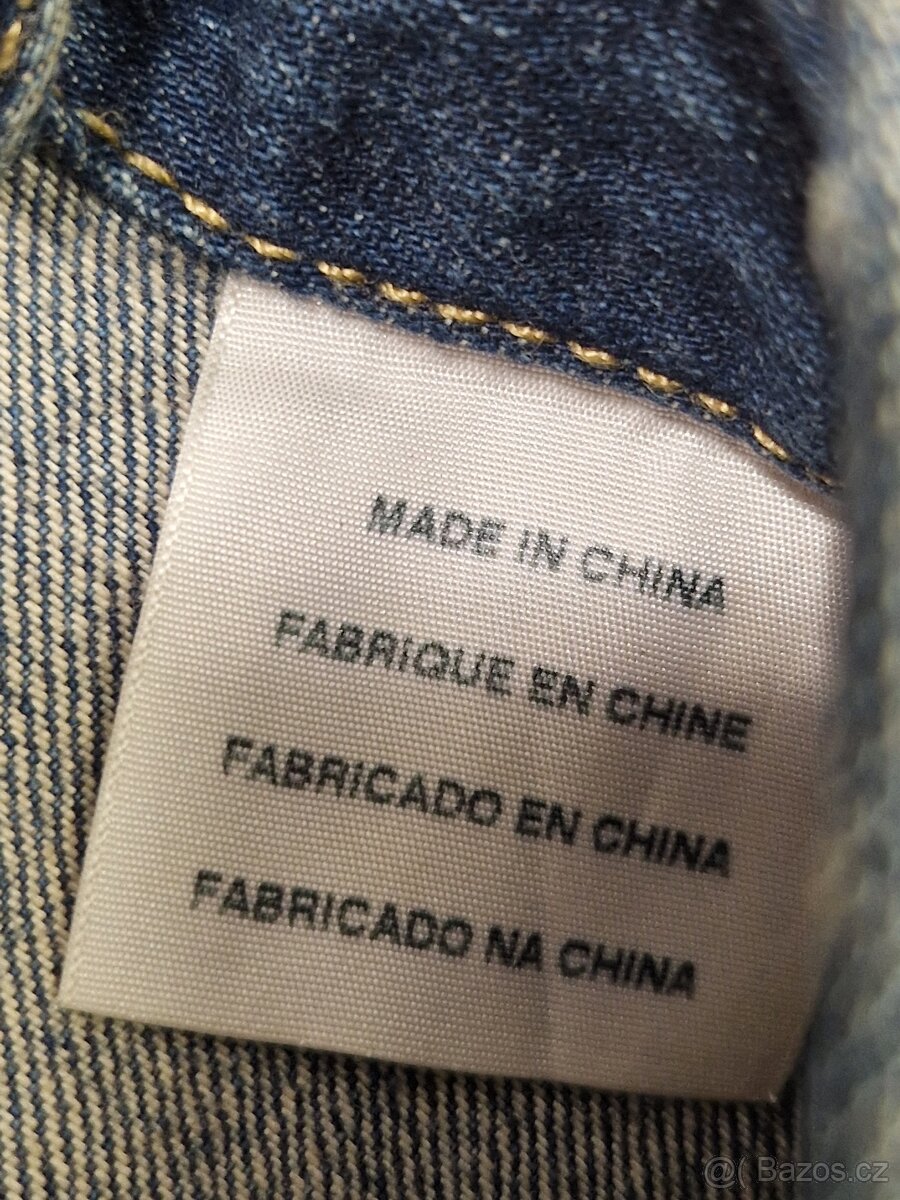 MADE IN CHINA
FABRIQUE EN CHINE
FABRICADO EN CHINA
FABRICADO NA CHINA
@( Bazos.cz